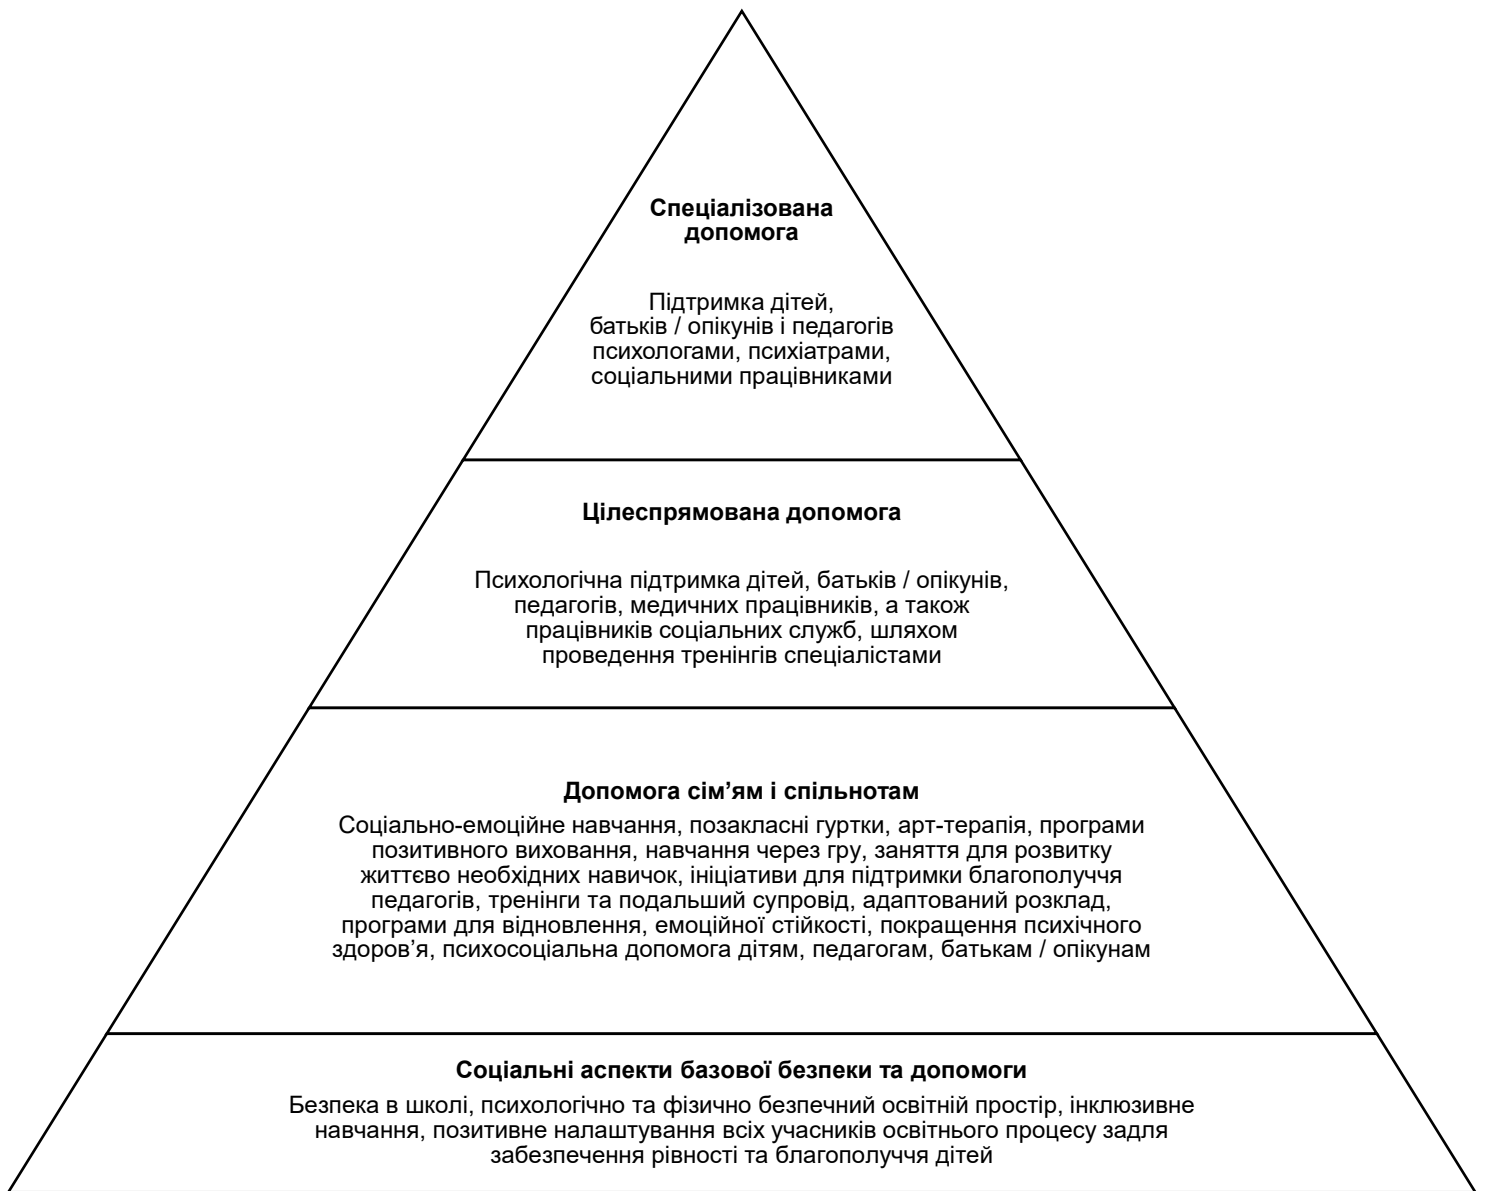 Спеціалізована
допомога
Підтримка дітей,
батьків / опікунів і педагогів
психологами, психіатрами,
соціальними працівниками
Цілеспрямована допомога
Психологічна підтримка дітей, батьків / опікунів,
педагогів, медичних працівників, а також
працівників соціальних служб, шляхом
проведення тренінгів спеціалістами
Допомога сім’ям і спільнотам
Соціально-емоційне навчання, позакласні гуртки, арт-терапія, програми
позитивного виховання, навчання через гру, заняття для розвитку
життєво необхідних навичок, ініціативи для підтримки благополуччя
педагогів, тренінги та подальший супровід, адаптований розклад,
програми для відновлення, емоційної стійкості, покращення психічного
здоров’я, психосоціальна допомога дітям, педагогам, батькам / опікунам
Соціальні аспекти базової безпеки та допомоги
Безпека в школі, психологічно та фізично безпечний освітній простір, інклюзивне
навчання, позитивне налаштування всіх учасників освітнього процесу задля
забезпечення рівності та благополуччя дітей